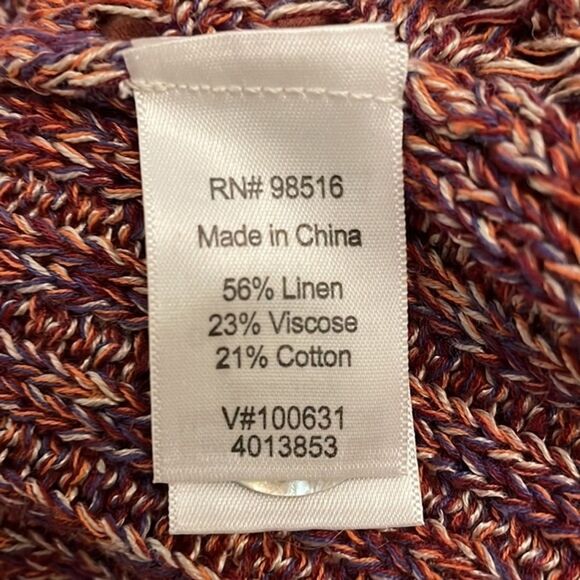 RN# 98516
Made in China
56% Linen
23% Viscose
21% Cotton
V#100631
4013853